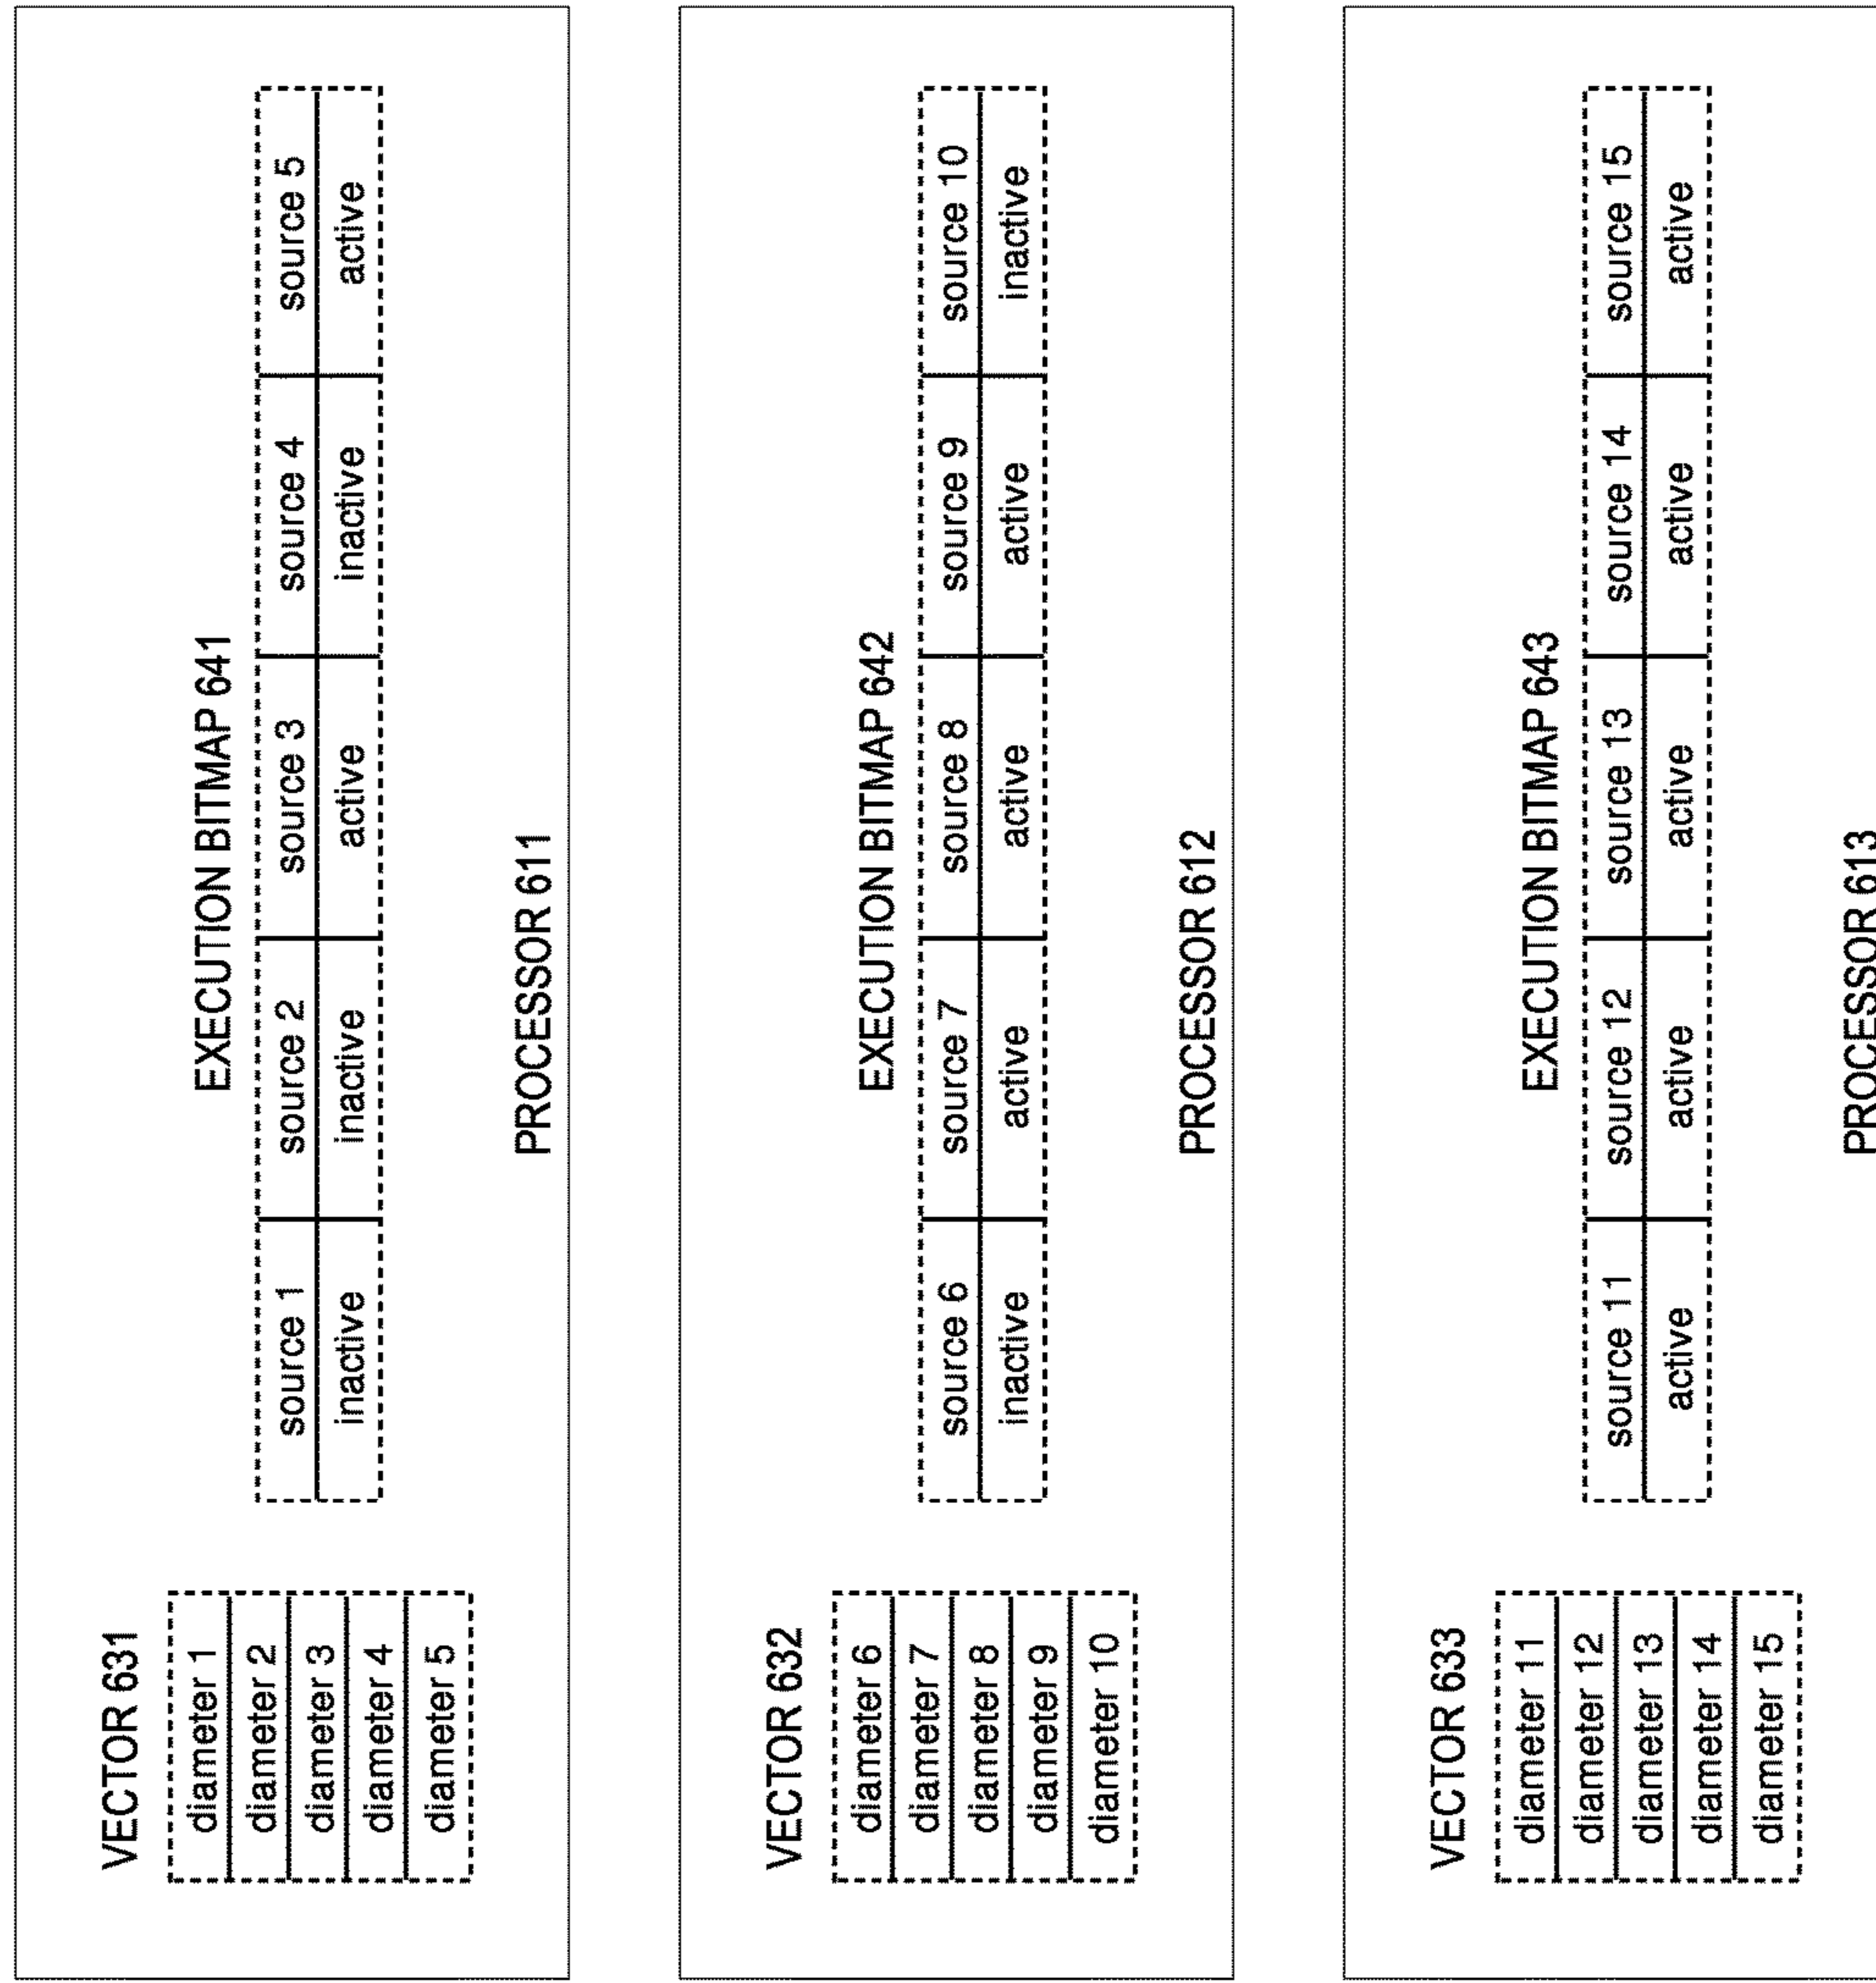 VECTOR 631
diameter 1
diameter 2
diameter 3
diameter 4
diameter 5
EXECUTION BITMAP 641
source 1 source 2 source 3 source 4 source 5
inactive inactive active inactive active
PROCESSOR 611
VECTOR 632
diameter 6
diameter 7
diameter 8
diameter 9
diameter 10
EXECUTION BITMAP 642
source 6 source 7 source 8 source 9 source 10
inactive active active active inactive
PROCESSOR 612
VECTOR 633
diameter 11
diameter 12
diameter 13
diameter 14
diameter 15
EXECUTION BITMAP 643
source 11 source 12 source 13 source 14 source 15
active active active active active
PROCESSOR 613